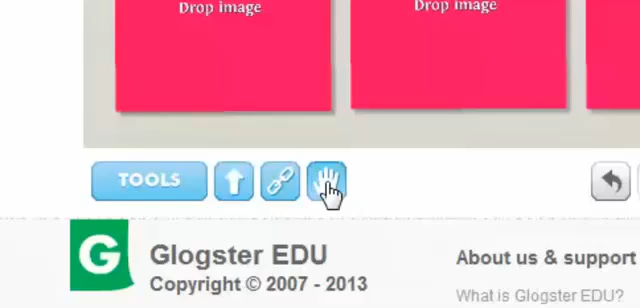 Drop image
Drop image
TOOLS
G
Glogster EDU
Copyright © 2007 - 2013
About us & support
What is Glogster EDU?